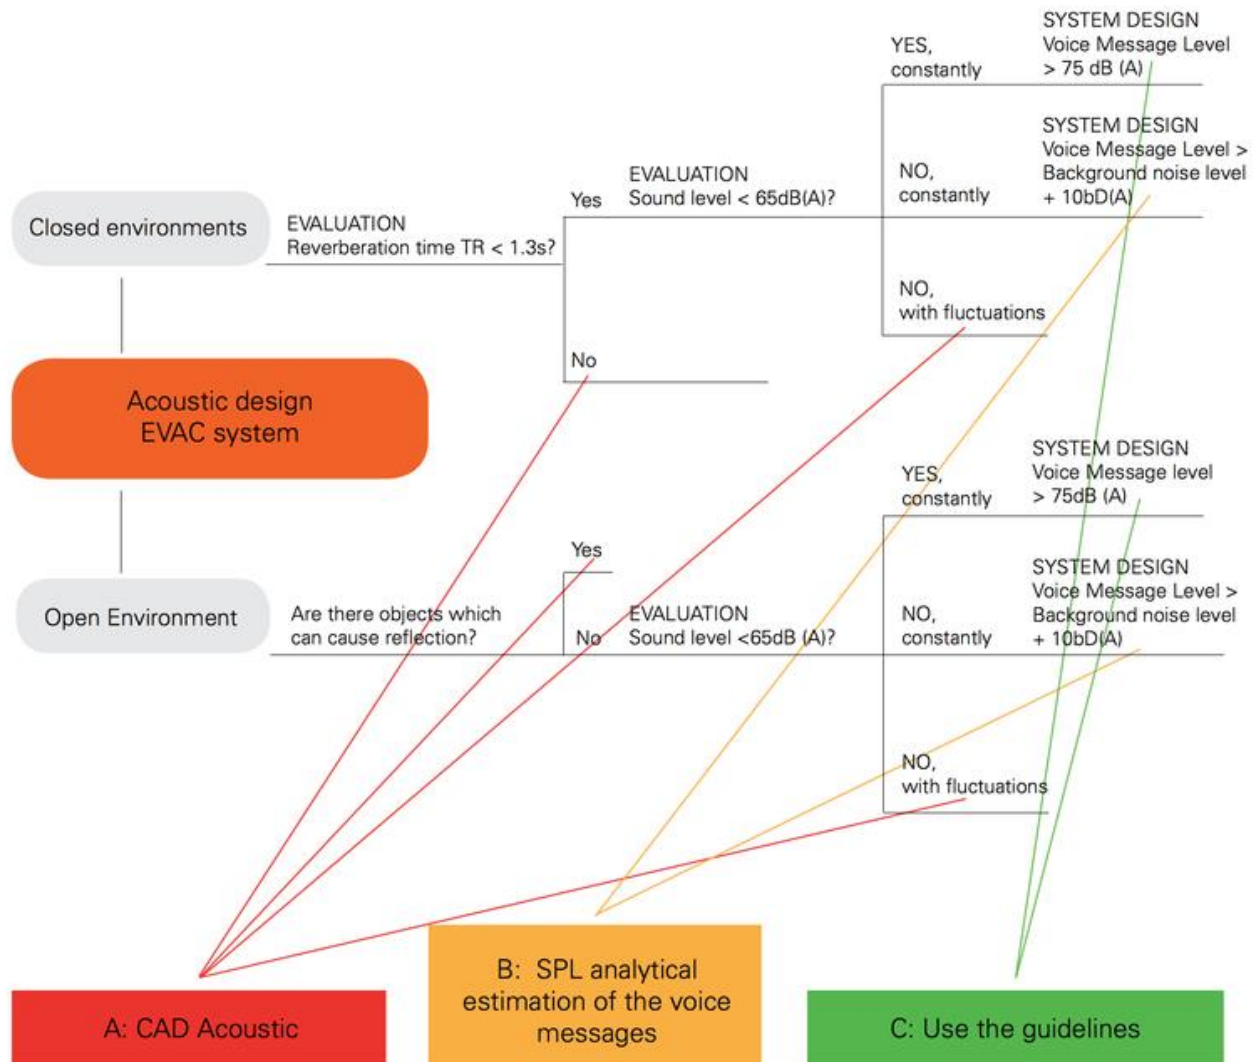 SYSTEM DESIGN
Voice Message Level
> 75 dB (A)
YES,
constantly
SYSTEM DESIGN
Voice Message Level >
Background noise level
+ 10bD(A)
NO,
constantly
EVALUATION
Sound level < 65dB(A)?
Yes
Closed environments
EVALUATION
Reverberation time TR < 1.3s?
NO,
with fluctuations
No
Acoustic design
EVAC system
SYSTEM DESIGN
Voice Message level
> 75dB (A)
YES,
constantly
Yes
SYSTEM DESIGN
Voice Message Level >
Background noise level
+ 10bD(A)
Open Environment
Are there objects which
can cause reflection?
No
EVALUATION
Sound level <65dB (A)?
NO,
constantly
NO,
with fluctuations
A: CAD Acoustic
B: SPL analytical
estimation of the voice
messages
C: Use the guidelines